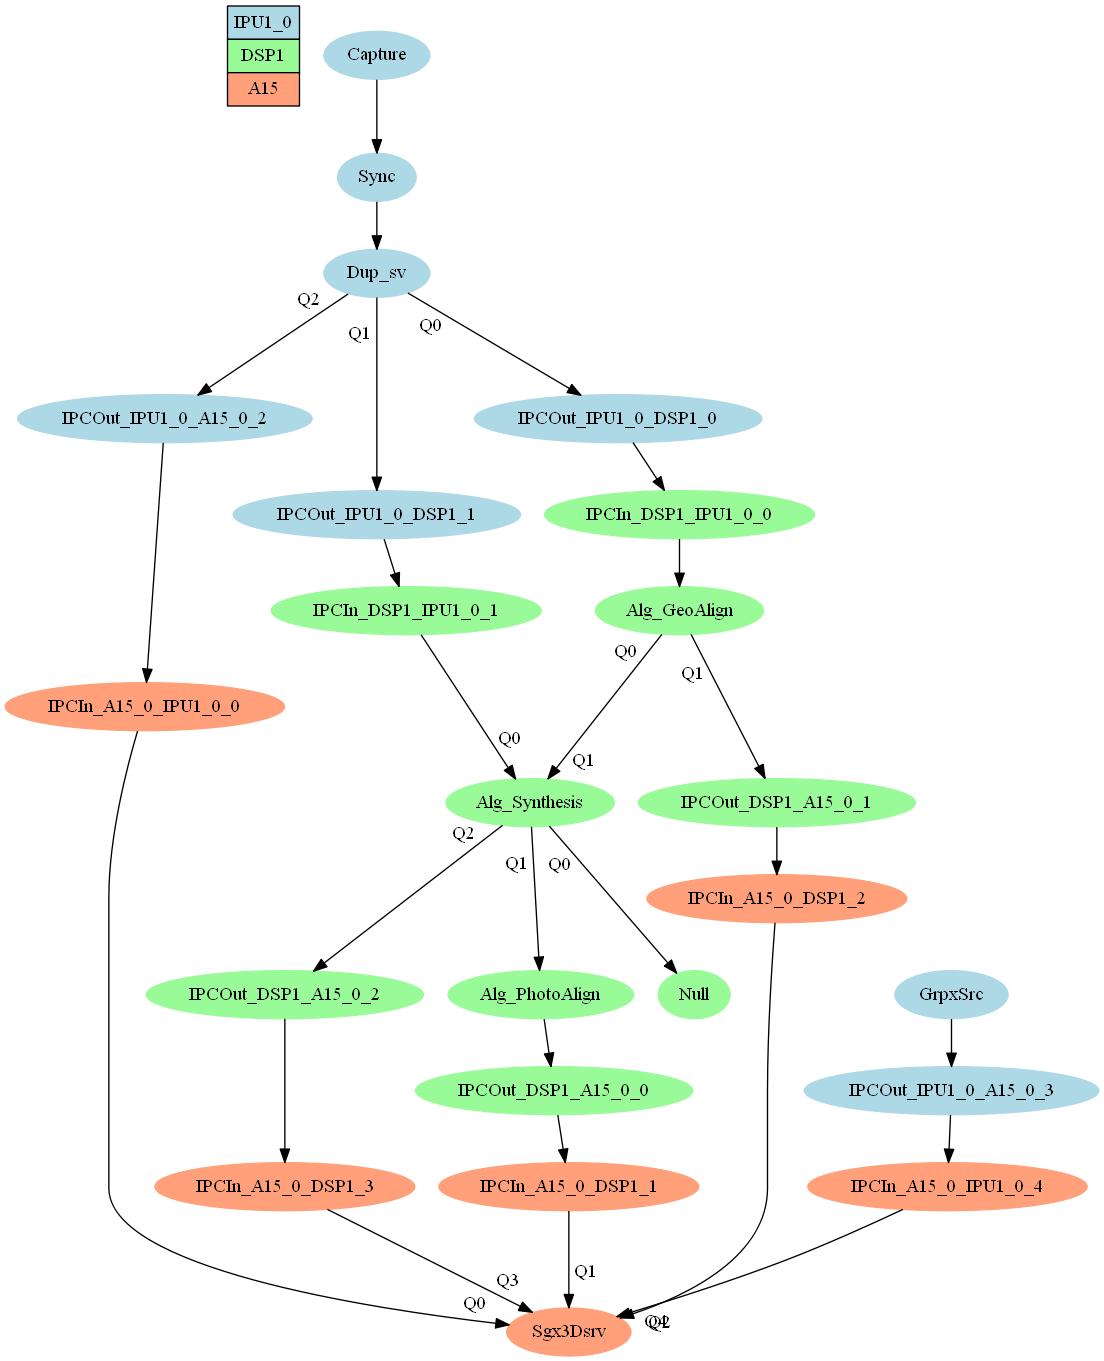 IPU1_0
DSP1
A15
Capture
Sync
Dup_sv
Q2
Q1
Q0
IPCOut_IPU1_0_A15_0_2
IPCOut_IPU1_0_DSP1_0
IPCOut_IPU1_0_DSP1_1
IPCIn_DSP1_IPU1_0_0
IPCIn_DSP1_IPU1_0_1
Alg_GeoAlign
Q0
Q1
IPCIn_A15_0_IPU1_0_0
Q0
Q1
Alg_Synthesis
IPCOut_DSP1_A15_0_1
Q2
Q1
Q0
IPCIn_A15_0_DSP1_2
IPCOut_DSP1_A15_0_2
Alg_PhotoAlign
Null
GrpxSrc
IPCOut_DSP1_A15_0_0
IPCOut_IPU1_0_A15_0_3
IPCIn_A15_0_DSP1_3
IPCIn_A15_0_DSP1_1
IPCIn_A15_0_IPU1_0_4
Q3
Q1
Q0
Q4
Q2
Sgx3Dsrv